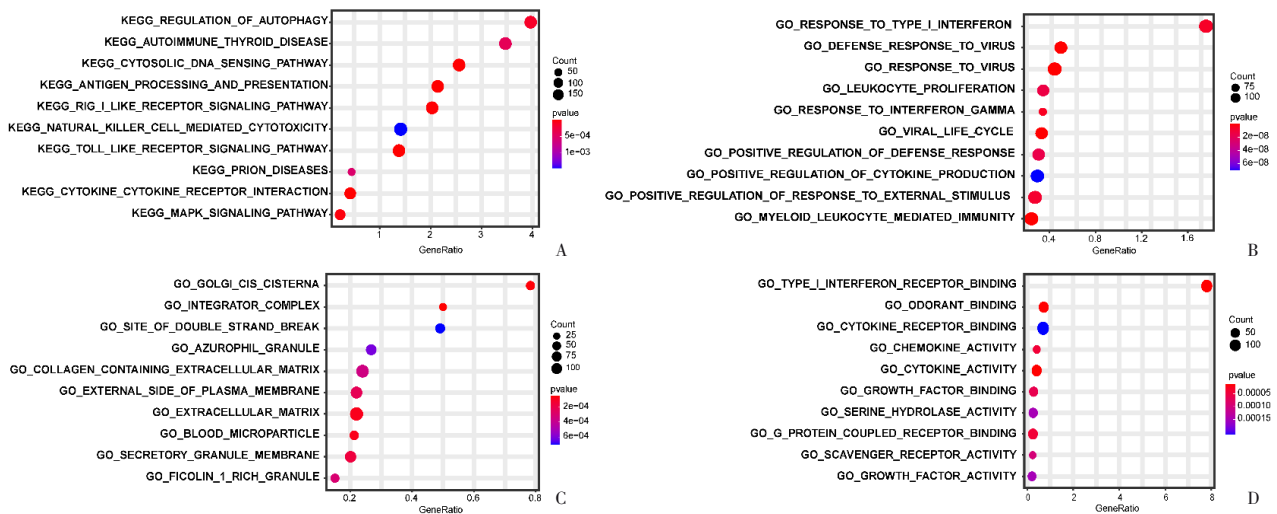 KEGG_REGULATION_OF_AUTOPHAGY
KEGG_AUTOIMMUNE_THYROID_DISEASE
KEGG_CYTOSOLIC_DNA_SENSING_PATHWAY
KEGG_ANTIGEN_PROCESSING_AND_PRESENTATION
KEGG_RIG_I_LIKE_RECEPTOR_SIGNALING_PATHWAY
KEGG_NATURAL_KILLER_CELL_MEDIATED_CYTOTOXICITY
KEGG_TOLL_LIKE_RECEPTOR_SIGNALING_PATHWAY
KEGG_PRION_DISEASES
KEGG_CYTOKINE_CYTOKINE_RECEPTOR_INTERACTION
KEGG_MAPK_SIGNALING_PATHWAY
1 2 3 4
GeneRatio
Count
50
100
150
pvalue
5e-04
1e-03
A
GO_RESPONSE_TO_TYPE_I_INTERFERON
GO_DEFENSE_RESPONSE_TO_VIRUS
GO_RESPONSE_TO_VIRUS
GO_LEUKOCYTE_PROLIFERATION
GO_RESPONSE_TO_INTERFERON_GAMMA
GO_VIRAL_LIFE_CYCLE
GO_POSITIVE_REGULATION_OF_DEFENSE_RESPONSE
GO_POSITIVE_REGULATION_OF_CYTOKINE_PRODUCTION
GO_POSITIVE_REGULATION_OF_RESPONSE_TO_EXTERNAL_STIMULUS
GO_MYELOID_LEUKOCYTE_MEDIATED_IMMUNITY
0.4 0.8 1.2 1.6
GeneRatio
Count
75
100
pvalue
2e-08
4e-08
6e-08
B
GO_GOLGI_CIS_CISTERNA
GO_INTEGRATOR_COMPLEX
GO_SITE_OF_DOUBLE_STRAND_BREAK
GO_AZUROPHIL_GRANULE
GO_COLLAGEN_CONTAINING_EXTRACELLULAR_MATRIX
GO_EXTERNAL_SIDE_OF_PLASMA_MEMBRANE
GO_EXTRACELLULAR_MATRIX
GO_BLOOD_MICROPARTICLE
GO_SECRETORY_GRANULE_MEMBRANE
GO_FICOLIN_1_RICH_GRANULE
0.2 0.4 0.6 0.8
GeneRatio
Count
25
50
75
100
pvalue
2e-04
4e-04
6e-04
C
GO_TYPE_I_INTERFERON_RECEPTOR_BINDING
GO_ODORANT_BINDING
GO_CYTOKINE_RECEPTOR_BINDING
GO_CHEMOKINE_ACTIVITY
GO_CYTOKINE_ACTIVITY
GO_GROWTH_FACTOR_BINDING
GO_SERINE_HYDROLASE_ACTIVITY
GO_G_PROTEIN_COUPLED_RECEPTOR_BINDING
GO_SCAVENGER_RECEPTOR_ACTIVITY
GO_GROWTH_FACTOR_ACTIVITY
0 2 4 6 8
GeneRatio
Count
50
100
pvalue
0.00005
0.00010
0.00015
D